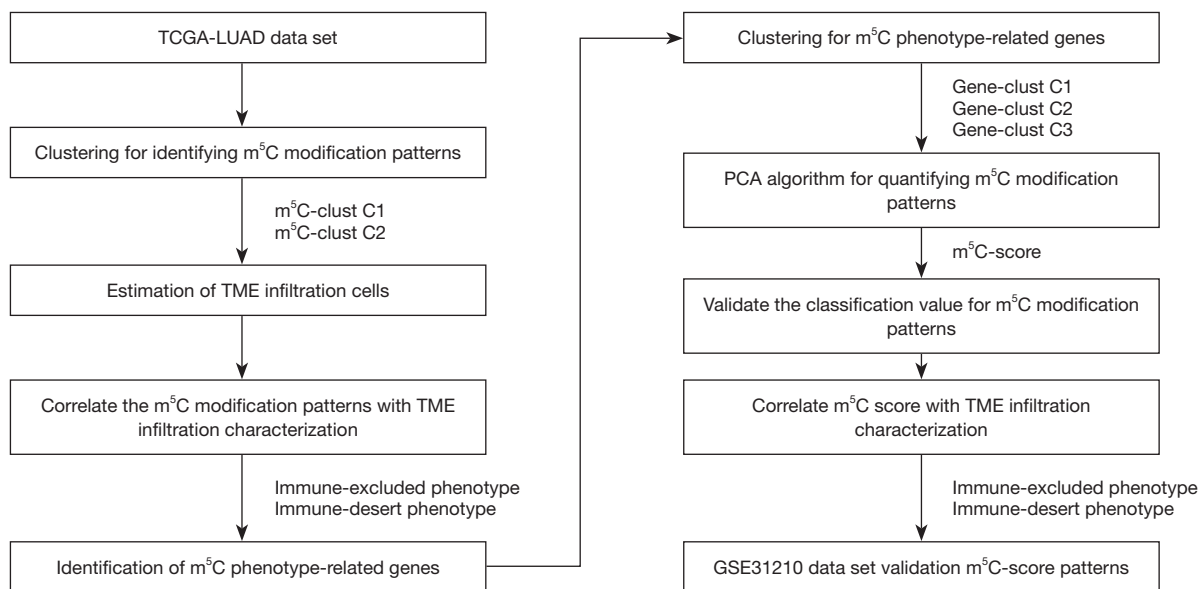 TCGA-LUAD data set
Clustering for identifying m⁵C modification patterns
m⁵C-clust C1
m⁵C-clust C2
Estimation of TME infiltration cells
Correlate the m⁵C modification patterns with TME
infiltration characterization
Immune-excluded phenotype
Immune-desert phenotype
Identification of m⁵C phenotype-related genes
Clustering for m⁵C phenotype-related genes
Gene-clust C1
Gene-clust C2
Gene-clust C3
PCA algorithm for quantifying m⁵C modification
patterns
m⁵C-score
Validate the classification value for m⁵C modification
patterns
Correlate m⁵C score with TME infiltration
characterization
Immune-excluded phenotype
Immune-desert phenotype
GSE31210 data set validation m⁵C-score patterns